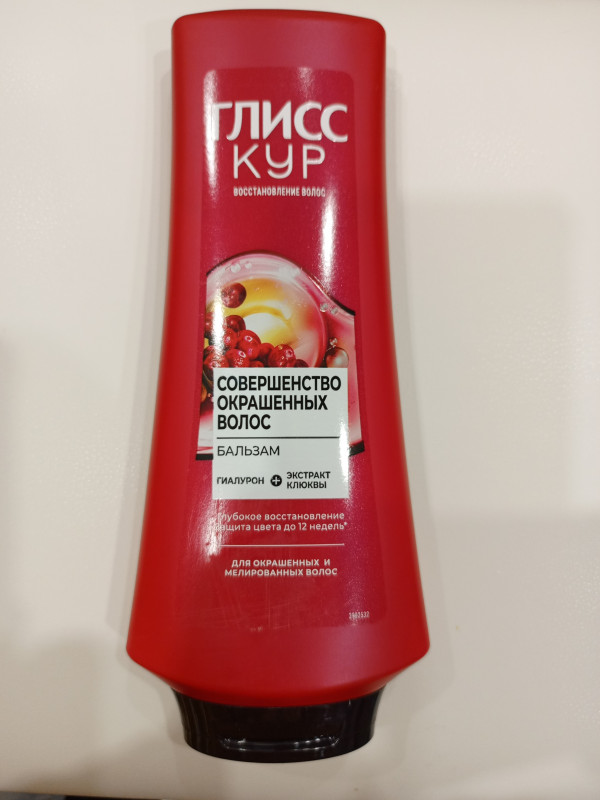 ГЛИСС
КУР
ВОССТАНОВЛЕНИЕ ВОЛОС
СОВЕРШЕНСТВО
ОКРАШЕННЫХ
ВОЛОС
БАЛЬЗАМ
ГИАЛУРОН + ЭКСТРАКТ
КЛЮКВЫ
Глубокое восстановление
Защита цвета до 12 недель*
ДЛЯ ОКРАШЕННЫХ И
МЕЛИРОВАННЫХ ВОЛОС